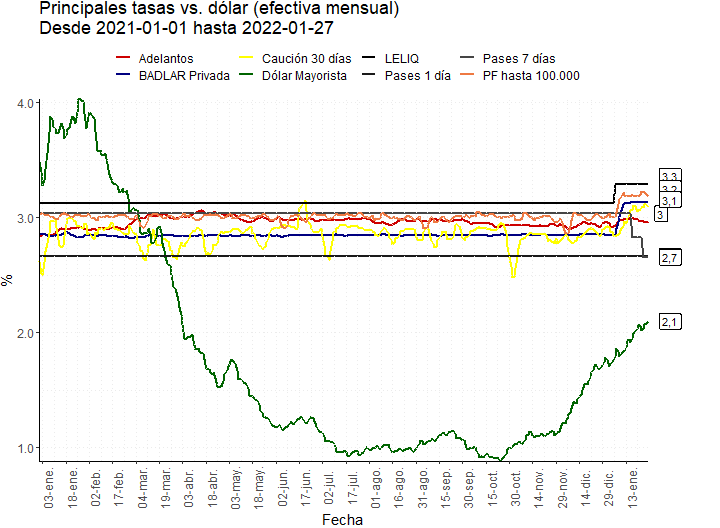 Principales tasas vs. dólar (efectiva mensual)
Desde 2021-01-01 hasta 2022-01-27
Adelantos Caución 30 días LELIQ Pases 7 días
BADLAR Privada Dólar Mayorista Pases 1 día PF hasta 100.000
4.0
3.0
2.0
1.0
%
3,3
3,2
3,1
3
2,7
2,1
03-ene. 18-ene. 02-feb. 17-feb. 04-mar. 19-mar. 03-abr. 18-abr. 03-may. 18-may. 02-jun. 17-jun. 02-jul. 17-jul. 01-ago. 16-ago. 31-ago. 15-sep. 30-sep. 15-oct. 30-oct. 14-nov. 29-nov. 14-dic. 29-dic. 13-ene.
Fecha